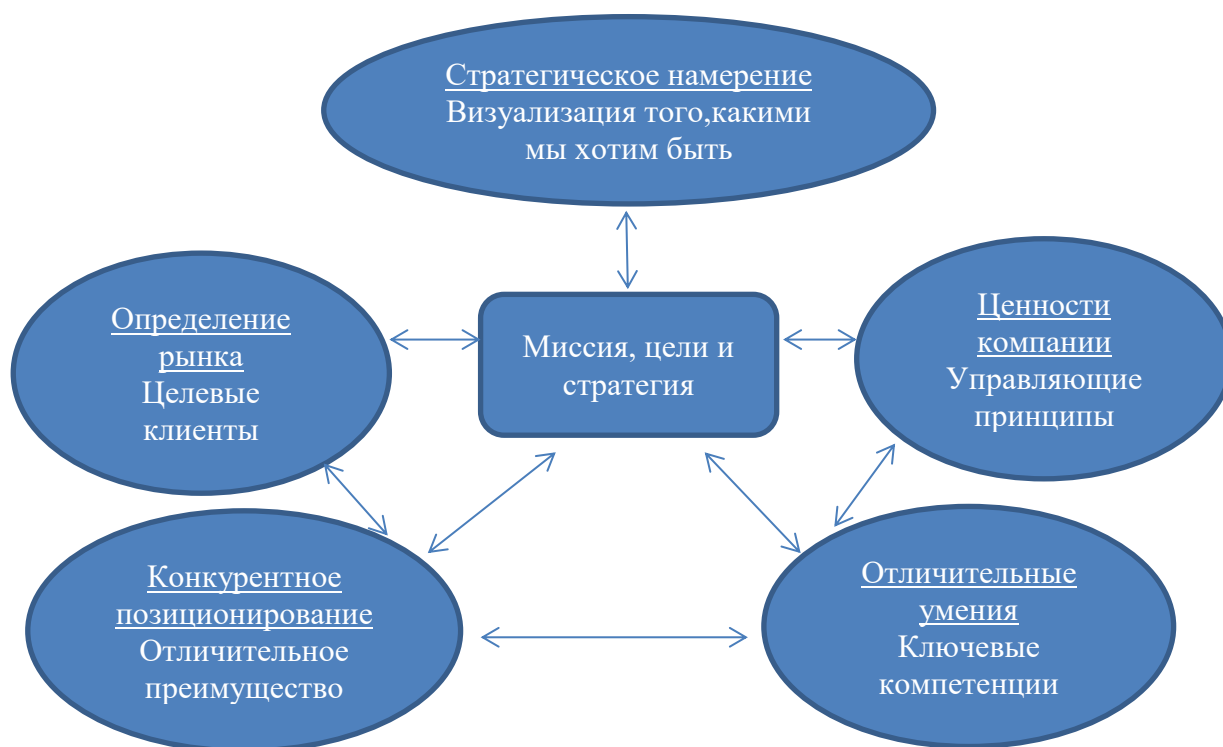 Стратегическое намерение
Визуализация того,какими
мы хотим быть
Определение
рынка
Целевые
клиенты
Миссия, цели и
стратегия
Ценности
компании
Управляющие
принципы
Конкурентное
позиционирование
Отличительное
преимущество
Отличительные
умения
Ключевые
компетенции